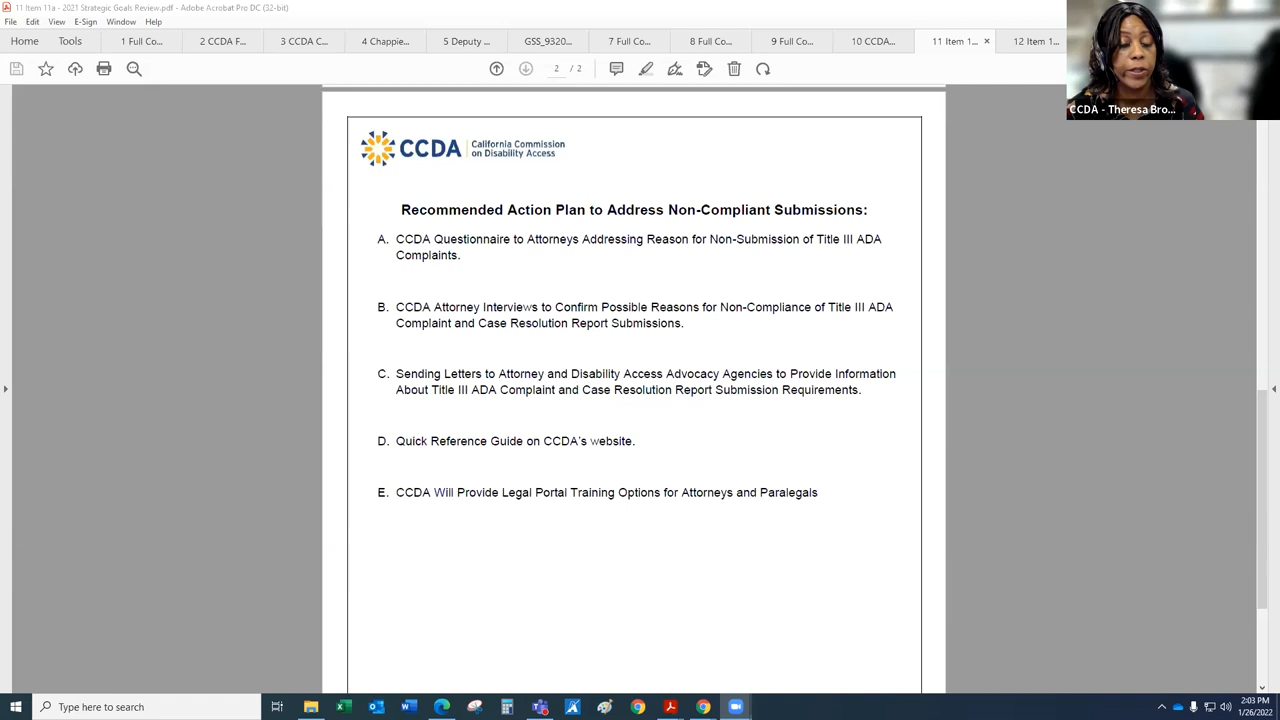 11 Item 11a - 2021 Strategic Goals Review.pdf - Adobe Acrobat Pro DC (32-bit)
File Edit View E-Sign Window Help
Home Tools 1 Full Co... 2 CCDA F... 3 CCDA C... 4 Chappie... 5 Deputy ... GSS_9320... 7 Full Co... 8 Full Co... 9 Full Co... 10 CCDA... 11 Item 1... × 12 Item 1...
2 / 2
CCDA - Theresa Bro...
CCDA California Commission
on Disability Access
Recommended Action Plan to Address Non-Compliant Submissions:
A. CCDA Questionnaire to Attorneys Addressing Reason for Non-Submission of Title III ADA
Complaints.
B. CCDA Attorney Interviews to Confirm Possible Reasons for Non-Compliance of Title III ADA
Complaint and Case Resolution Report Submissions.
C. Sending Letters to Attorney and Disability Access Advocacy Agencies to Provide Information
About Title III ADA Complaint and Case Resolution Report Submission Requirements.
D. Quick Reference Guide on CCDA's website.
E. CCDA Will Provide Legal Portal Training Options for Attorneys and Paralegals
Type here to search
2:03 PM
1/26/2022